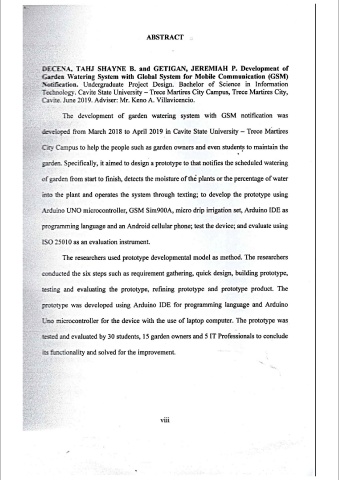 ABSTRACT
DECENA, TAHJ SHAYNE B. and GETIGAN, JEREMIAH P. Development of
Garden Watering System with Global System for Mobile Communication (GSM)
Notification. Undergraduate Project Design. Bachelor of Science in Information
Technology. Cavite State University – Trece Martires City Campus, Trece Martires City,
Cavite. June 2019. Adviser: Mr. Keno A. Villavicencio.
The development of garden watering system with GSM notification was
developed from March 2018 to April 2019 in Cavite State University – Trece Martires
City Campus to help the people such as garden owners and even students to maintain the
garden. Specifically, it aimed to design a prototype to that notifies the scheduled watering
of garden from start to finish, detects the moisture of the plants or the percentage of water
into the plant and operates the system through texting; to develop the prototype using
Arduino UNO microcontroller, GSM Sim900A, micro drip irrigation set, Arduino IDE as
programming language and an Android cellular phone; test the device; and evaluate using
ISO 25010 as an evaluation instrument.
The researchers used prototype developmental model as method. The researchers
conducted the six steps such as requirement gathering, quick design, building prototype,
testing and evaluating the prototype, refining prototype and prototype product. The
prototype was developed using Arduino IDE for programming language and Arduino
Uno microcontroller for the device with the use of laptop computer. The prototype was
tested and evaluated by 30 students, 15 garden owners and 5 IT Professionals to conclude
its functionality and solved for the improvement.
viii